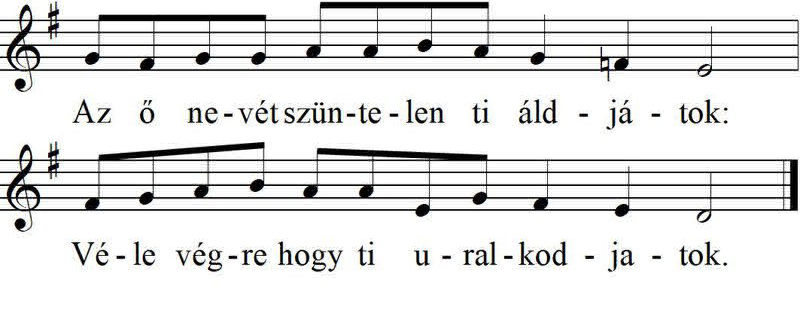 Az ő ne-vét szün-te-len ti áld-já-tok:
Vé-le vég-re hogy ti u-ral-kod-ja-tok.